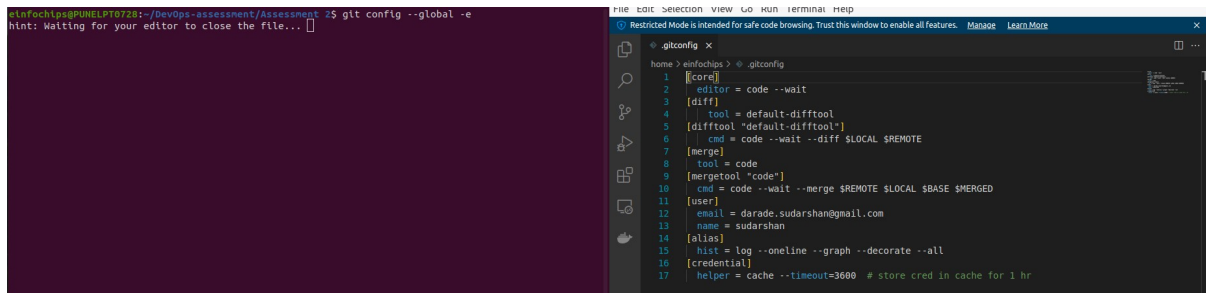 einfochips@PUNELPT0728:~/DevOps-assessment/Assessment 2$ git config --global -e
hint: Waiting for your editor to close the file...
File Edit Selection View Go Run Terminal Help
Restricted Mode is intended for safe code browsing. Trust this window to enable all features. Manage Learn More
.gitconfig
home > einfochips > .gitconfig
1 [core]
2 editor = code --wait
3 [diff]
4 tool = default-difftool
5 [difftool "default-difftool"]
6 cmd = code --wait --diff $LOCAL $REMOTE
7 [merge]
8 tool = code
9 [mergetool "code"]
10 cmd = code --wait --merge $REMOTE $LOCAL $BASE $MERGED
11 [user]
12 email = darade.sudarshan@gmail.com
13 name = sudarshan
14 [alias]
15 hist = log --oneline --graph --decorate --all
16 [credential]
17 helper = cache --timeout=3600 # store cred in cache for 1 hr